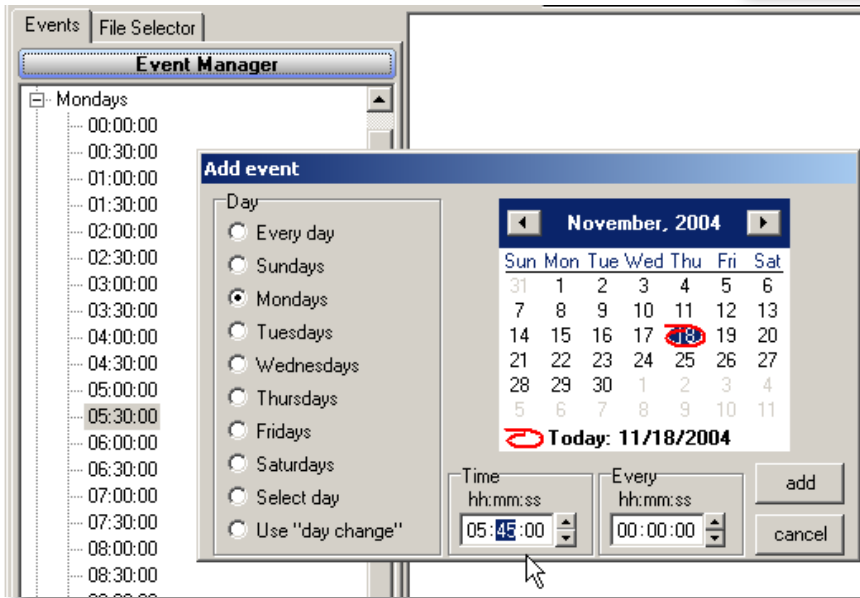 Events File Selector
Event Manager
Mondays
00:00:00
00:30:00
01:00:00
01:30:00
02:00:00
02:30:00
03:00:00
03:30:00
04:00:00
04:30:00
05:00:00
05:30:00
06:00:00
06:30:00
07:00:00
07:30:00
08:00:00
08:30:00
Add event
Day
Every day
Sundays
Mondays
Tuesdays
Wednesdays
Thursdays
Fridays
Saturdays
Select day
Use "day change"
November, 2004
Sun Mon Tue Wed Thu Fri Sat
31 1 2 3 4 5 6
7 8 9 10 11 12 13
14 15 16 17 18 19 20
21 22 23 24 25 26 27
28 29 30 1 2 3 4
5 6 7 8 9 10 11
Today: 11/18/2004
Time
hh:mm:ss
05:45:00
Every
hh:mm:ss
00:00:00
add
cancel